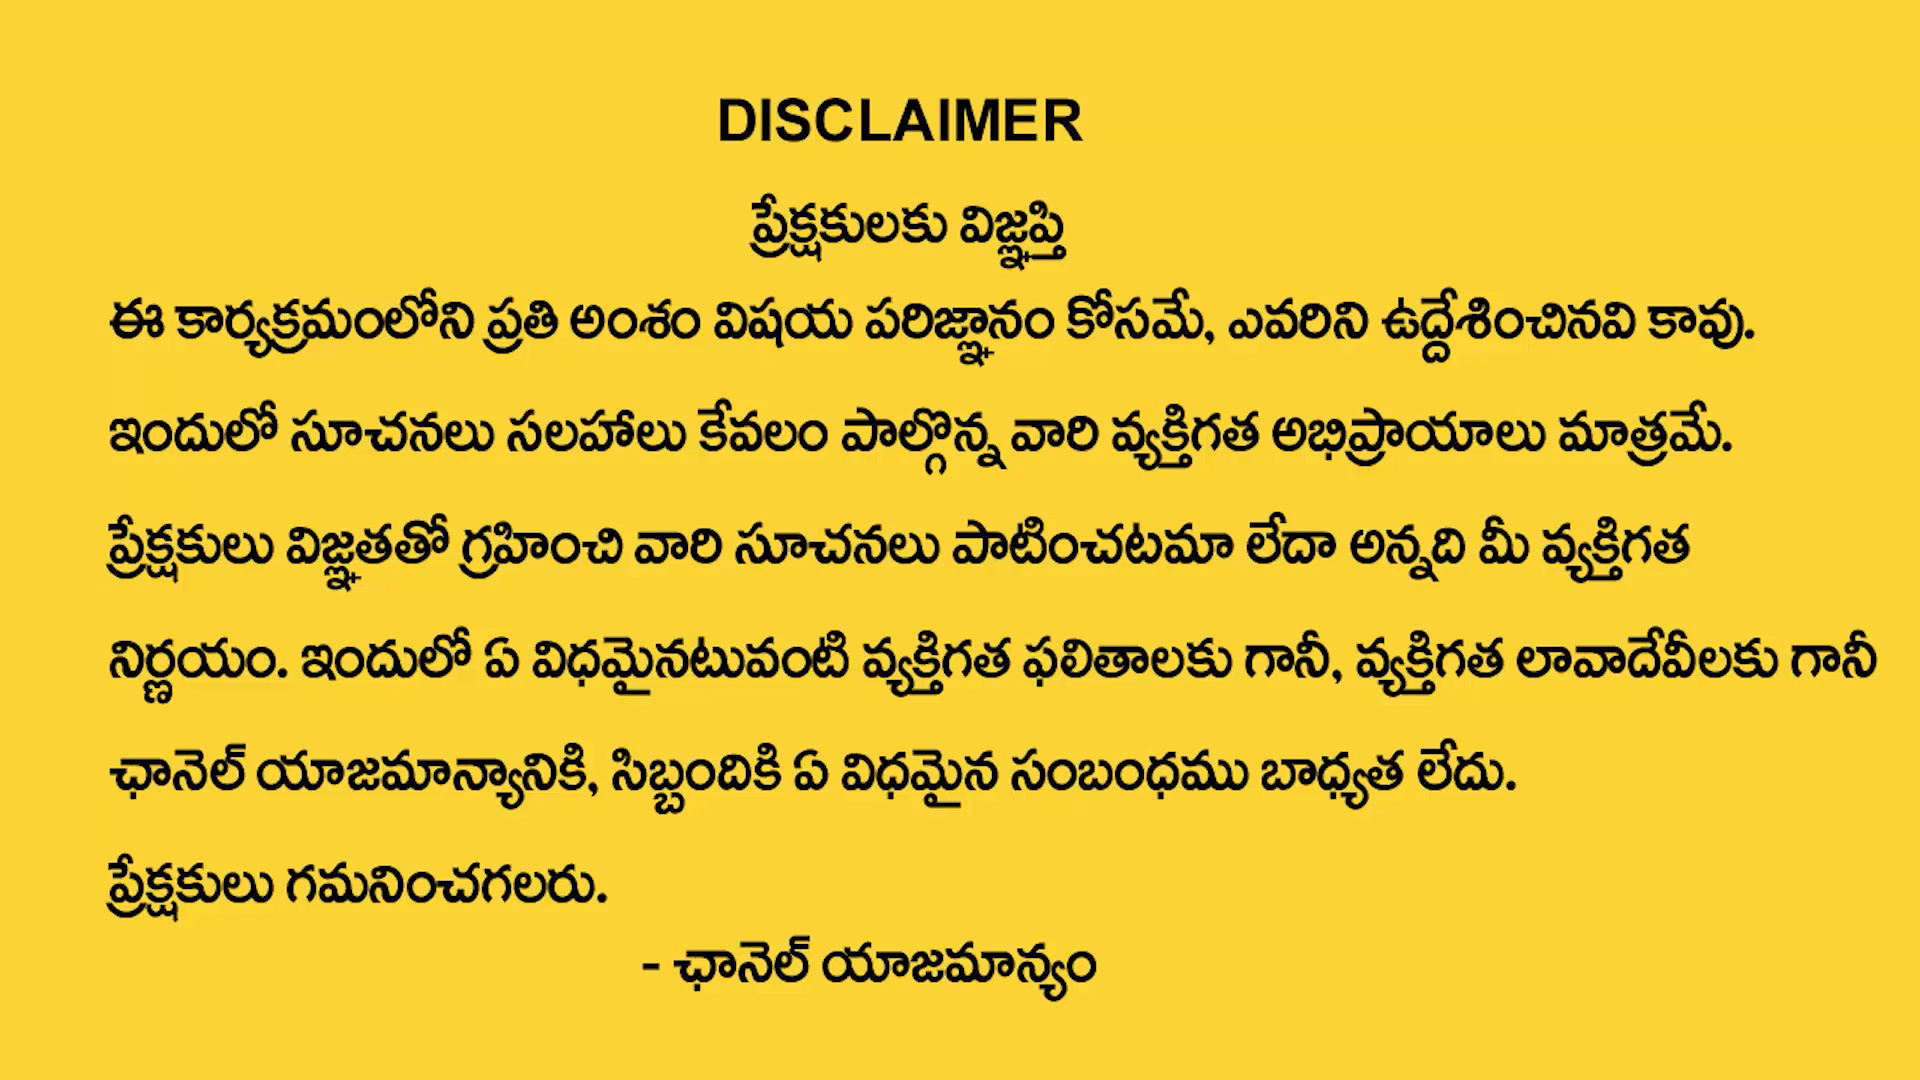 DISCLAIMER
ప్రేక్షకులకు విజ్ఞప్తి
ఈ కార్యక్రమంలోని ప్రతి అంశం విషయ పరిజ్ఞానం కోసమే, ఎవరిని ఉద్దేశించినవి కావు.
ఇందులో సూచనలు సలహాలు కేవలం పాల్గొన్న వారి వ్యక్తిగత అభిప్రాయాలు మాత్రమే.
ప్రేక్షకులు విజ్ఞతతో గ్రహించి వారి సూచనలు పాటించటమా లేదా అన్నది మీ వ్యక్తిగత
నిర్ణయం. ఇందులో ఏ విధమైనటువంటి వ్యక్తిగత ఫలితాలకు గానీ, వ్యక్తిగత లావాదేవీలకు గానీ
ఛానెల్ యాజమాన్యానికి, సిబ్బందికి ఏ విధమైన సంబంధము బాధ్యత లేదు.
ప్రేక్షకులు గమనించగలరు.
- ఛానెల్ యాజమాన్యం